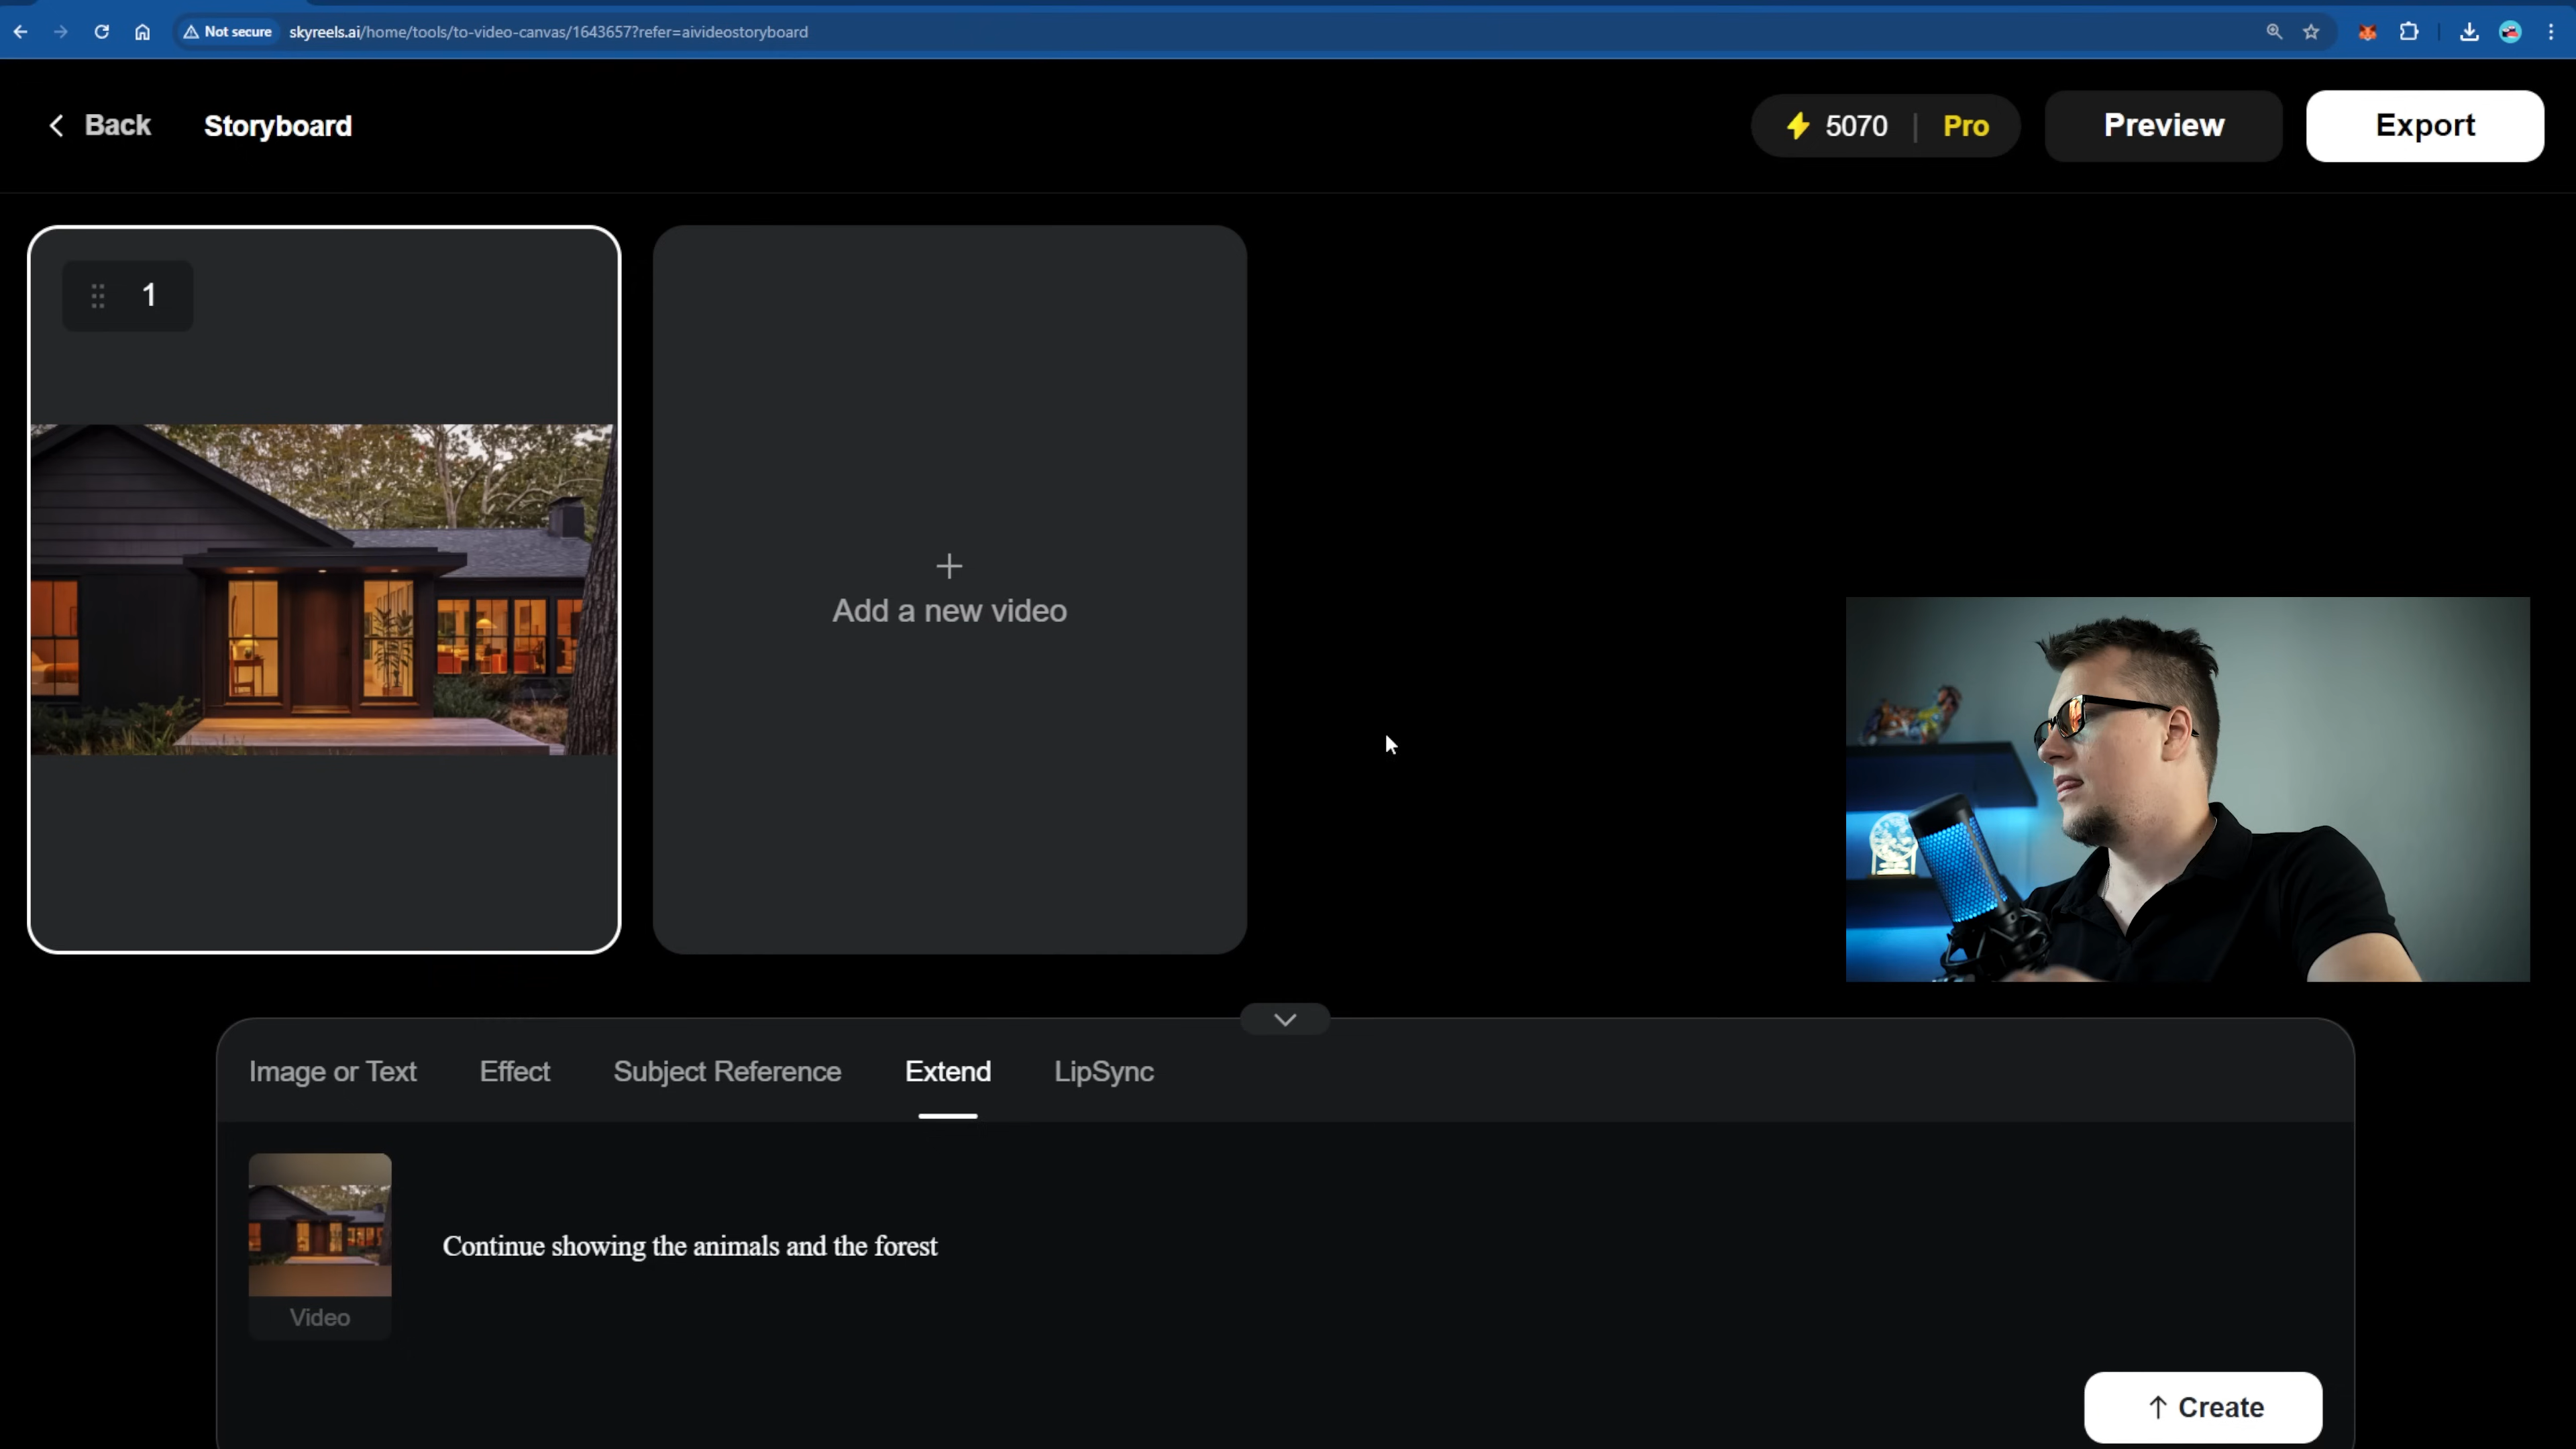 Not secure skyreels.ai/home/tools/to-video-canvas/1643657?refer=aivideostoryboard
Back Storyboard 5070 | Pro Preview Export
1
+
Add a new video
Image or Text Effect Subject Reference Extend LipSync
Continue showing the animals and the forest
Video
↑ Create